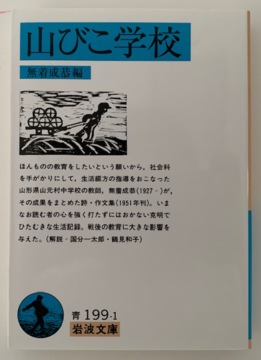 山びこ学校
無着成恭編
ほんものの教育をしたいという願いから，社会科
を手がかりにして，生活綴方の指導をおこなった
山形県山元村中学校の教師，無着成恭(1927- )が，
その成果をまとめた詩・作文集(1951年刊)。いま
なお読む者の心を強く打たずにはおかない克明で
ひたむきな生活記録。戦後の教育に大きな影響を
与えた。(解説＝国分一太郎・鶴見和子)
青199-1
岩波文庫